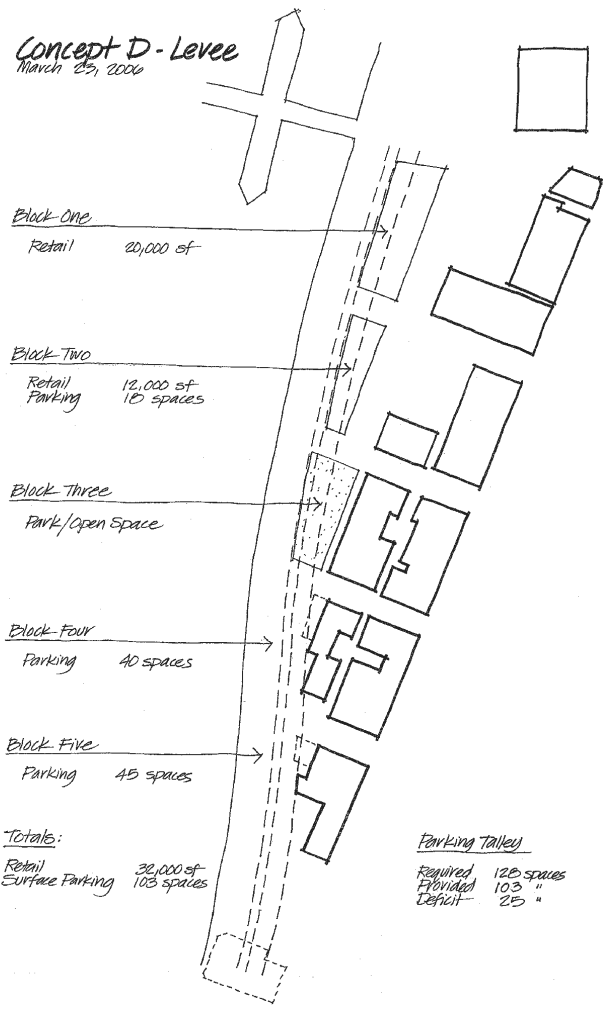 Concept D - Levee
March 23, 2006
Block One
Retail 20,000 sf
Block Two
Retail 12,000 sf
Parking 18 spaces
Block Three
Park/Open Space
Block Four
Parking 40 spaces
Block Five
Parking 45 spaces
Totals:
Retail 32,000 sf
Surface Parking 103 spaces
Parking Talley
Required 128 spaces
Provided 103 "
Deficit 25 "